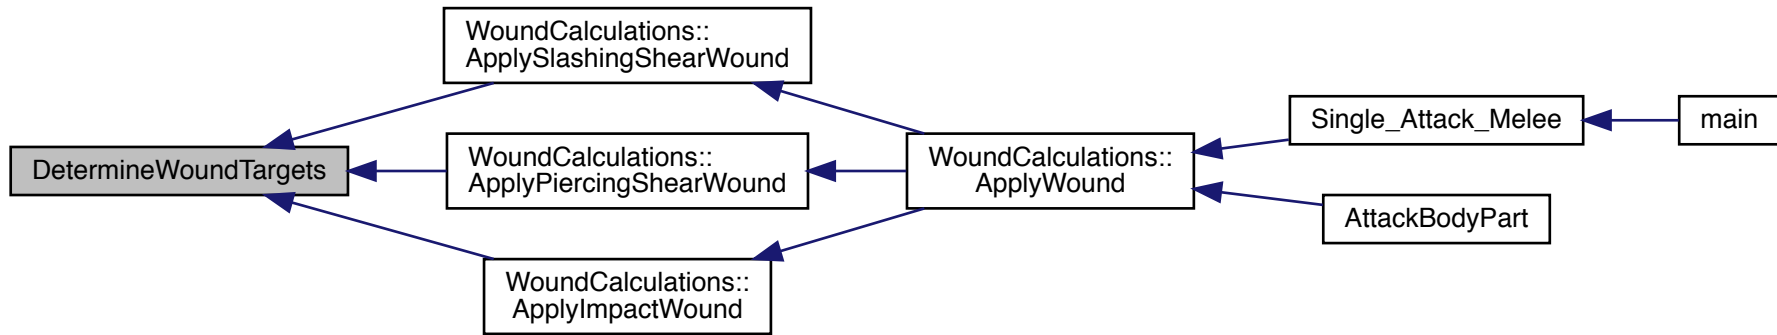 DetermineWoundTargets
WoundCalculations::
ApplySlashingShearWound
WoundCalculations::
ApplyPiercingShearWound
WoundCalculations::
ApplyImpactWound
WoundCalculations::
ApplyWound
Single_Attack_Melee
main
AttackBodyPart